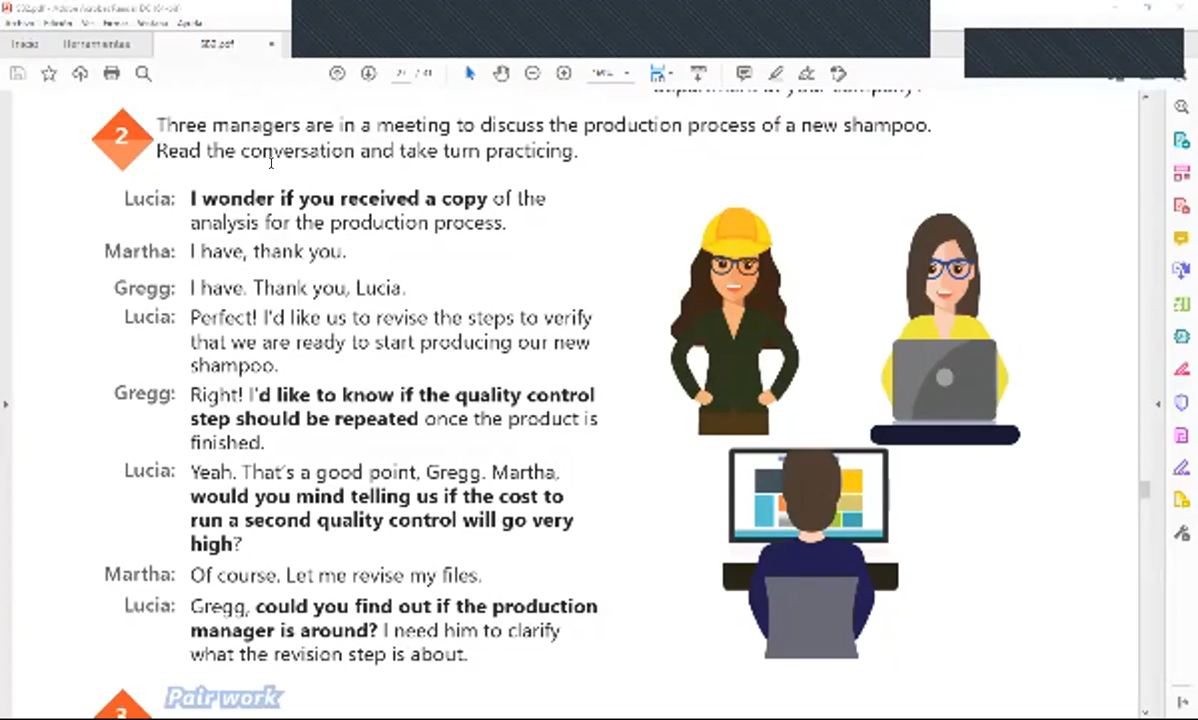 Inicio Herramientas SD2.pdf
department in your company?
2 Three managers are in a meeting to discuss the production process of a new shampoo.
Read the conversation and take turn practicing.
Lucia: I wonder if you received a copy of the
analysis for the production process.
Martha: I have, thank you.
Gregg: I have. Thank you, Lucia.
Lucia: Perfect! I'd like us to revise the steps to verify
that we are ready to start producing our new
shampoo.
Gregg: Right! I'd like to know if the quality control
step should be repeated once the product is
finished.
Lucia: Yeah. That's a good point, Gregg. Martha,
would you mind telling us if the cost to
run a second quality control will go very
high?
Martha: Of course. Let me revise my files.
Lucia: Gregg, could you find out if the production
manager is around? I need him to clarify
what the revision step is about.
3 Pair work